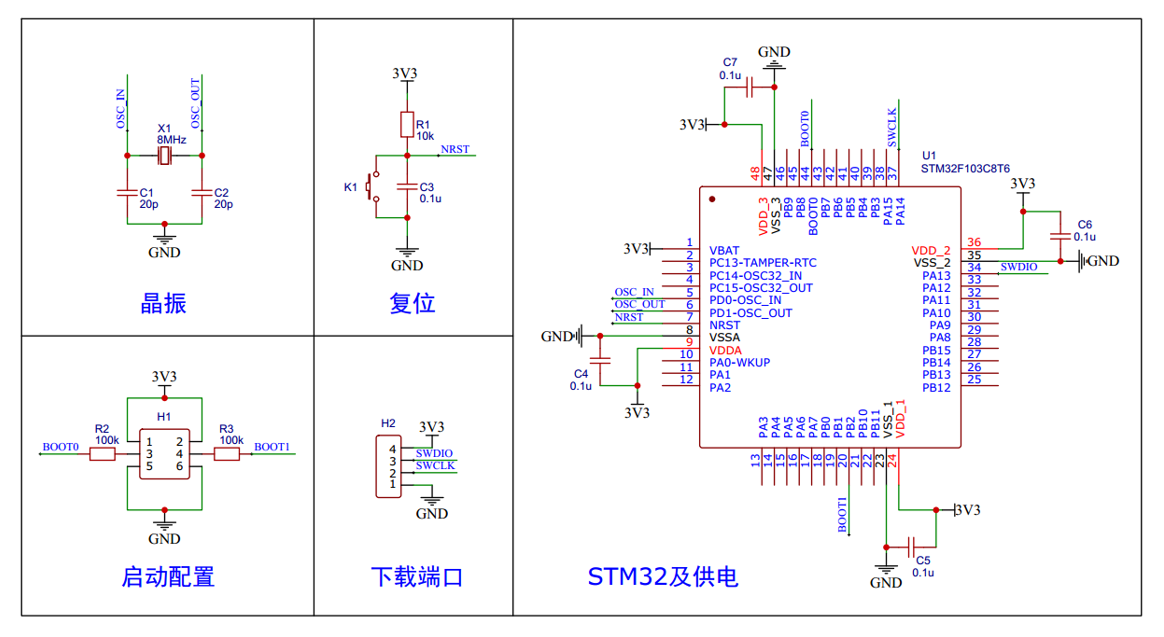 OSC_IN
OSC_OUT
X1
8MHz
C1
20p
C2
20p
GND
晶振
3V3
R1
10k
NRST
K1
C3
0.1u
GND
复位
3V3
H1
R2
100k
R3
100k
BOOT0
BOOT1
1 2
3 4
5 6
GND
启动配置
H2
3V3
4
SWDIO
3
SWCLK
2
1
GND
下载端口
GND
C7
0.1u
3V3
BOOT0
SWCLK
U1
STM32F103C8T6
48 47 46 45 44 43 42 41 40 39 38 37
VDD_3 VSS_3 PB9 PB8 BOOT0 PB7 PB6 PB5 PB4 PB3 PA15 PA14
3V3
1 VBAT
2 PC13-TAMPER-RTC
3 PC14-OSC32_IN
4 PC15-OSC32_OUT
OSC_IN 5 PD0-OSC_IN
OSC_OUT 6 PD1-OSC_OUT
NRST 7 NRST
GND 8 VSSA
9 VDDA
10 PA0-WKUP
11 PA1
12 PA2
C4
0.1u
3V3
3V3
C6
0.1u
GND
VDD_2 36
VSS_2 35
PA13 34 SWDIO
PA12 33
PA11 32
PA10 31
PA9 30
PA8 29
PB15 28
PB14 27
PB13 26
PB12 25
PA3 PA4 PA5 PA6 PA7 PB0 PB1 PB2 PB10 PB11 VSS_1 VDD_1
13 14 15 16 17 18 19 20 21 22 23 24
BOOT1
3V3
C5
0.1u
GND
STM32及供电